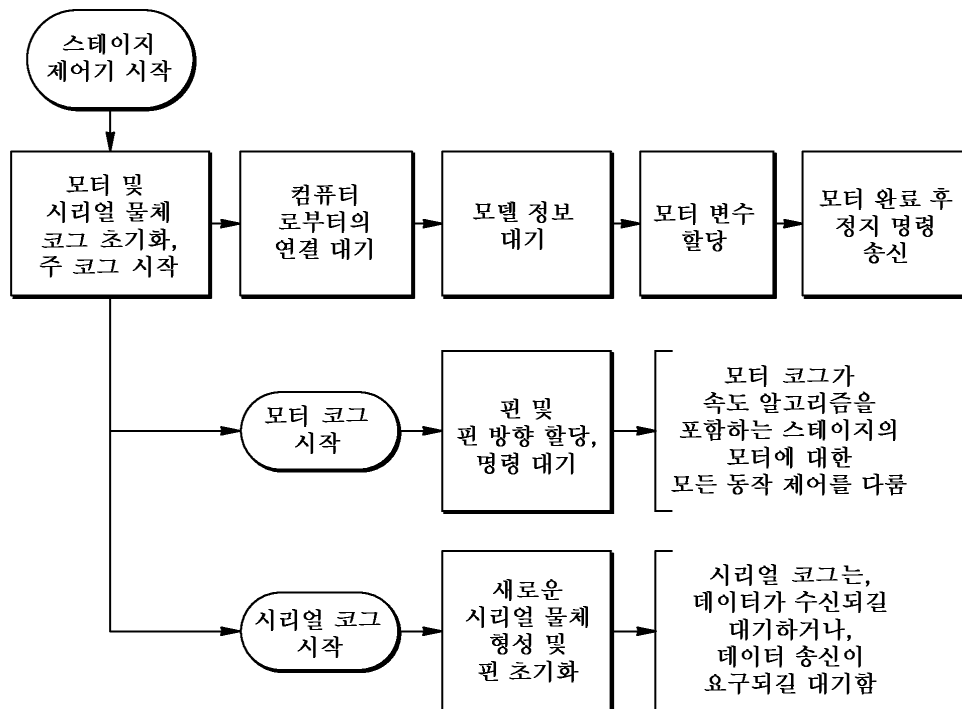 스테이지
제어기 시작
모터 및
시리얼 물체
코그 초기화,
주 코그 시작
컴퓨터
로부터의
연결 대기
모델 정보
대기
모터 변수
할당
모터 완료 후
정지 명령
송신
모터 코그
시작
핀 및
핀 방향 할당,
명령 대기
모터 코그가
속도 알고리즘을
포함하는 스테이지의
모터에 대한
모든 동작 제어를 다룸
시리얼 코그
시작
새로운
시리얼 물체
형성 및
핀 초기화
시리얼 코그는,
데이터가 수신되길
대기하거나,
데이터 송신이
요구되길 대기함